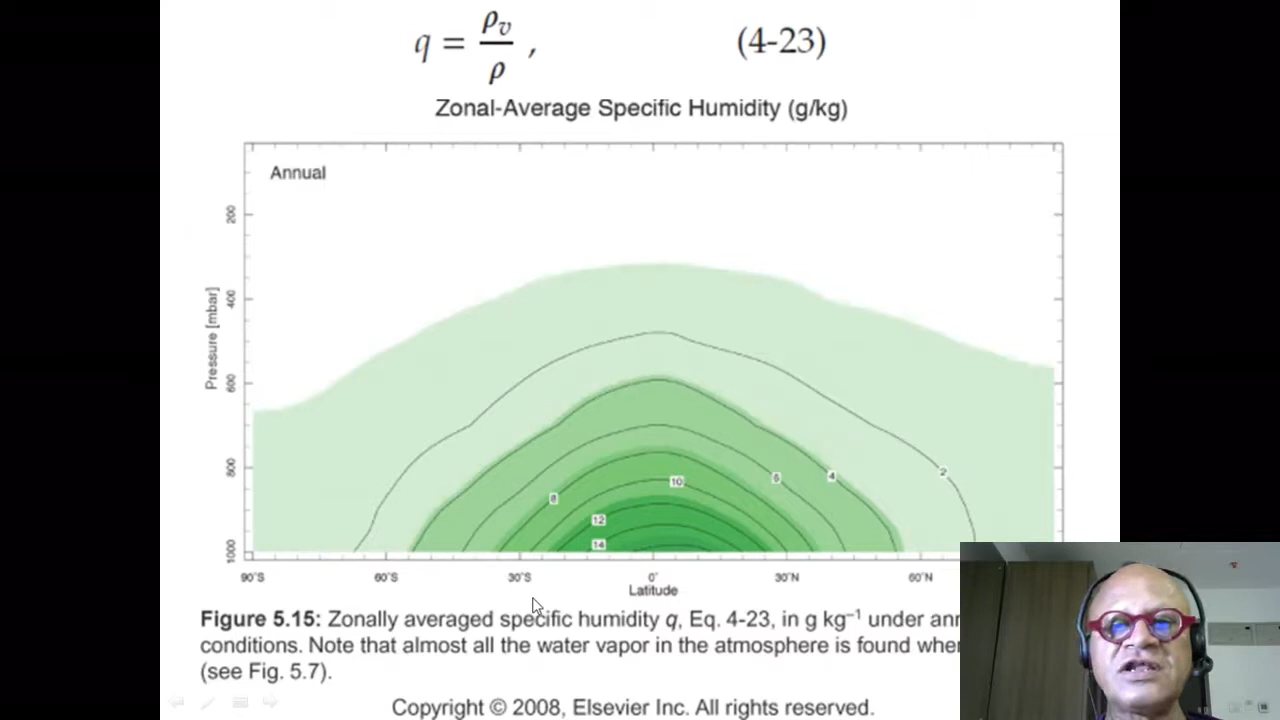 q = ρv / ρ , (4-23)
Zonal-Average Specific Humidity (g/kg)
Annual
Pressure [mbar]
200
400
600
800
1000
2
4
6
8
10
12
14
90°S 60°S 30°S 0° 30°N 60°N
Latitude
Figure 5.15: Zonally averaged specific humidity q, Eq. 4-23, in g kg⁻¹ under
conditions. Note that almost all the water vapor in the atmosphere is found
(see Fig. 5.7).
Copyright © 2008, Elsevier Inc. All rights reserved.